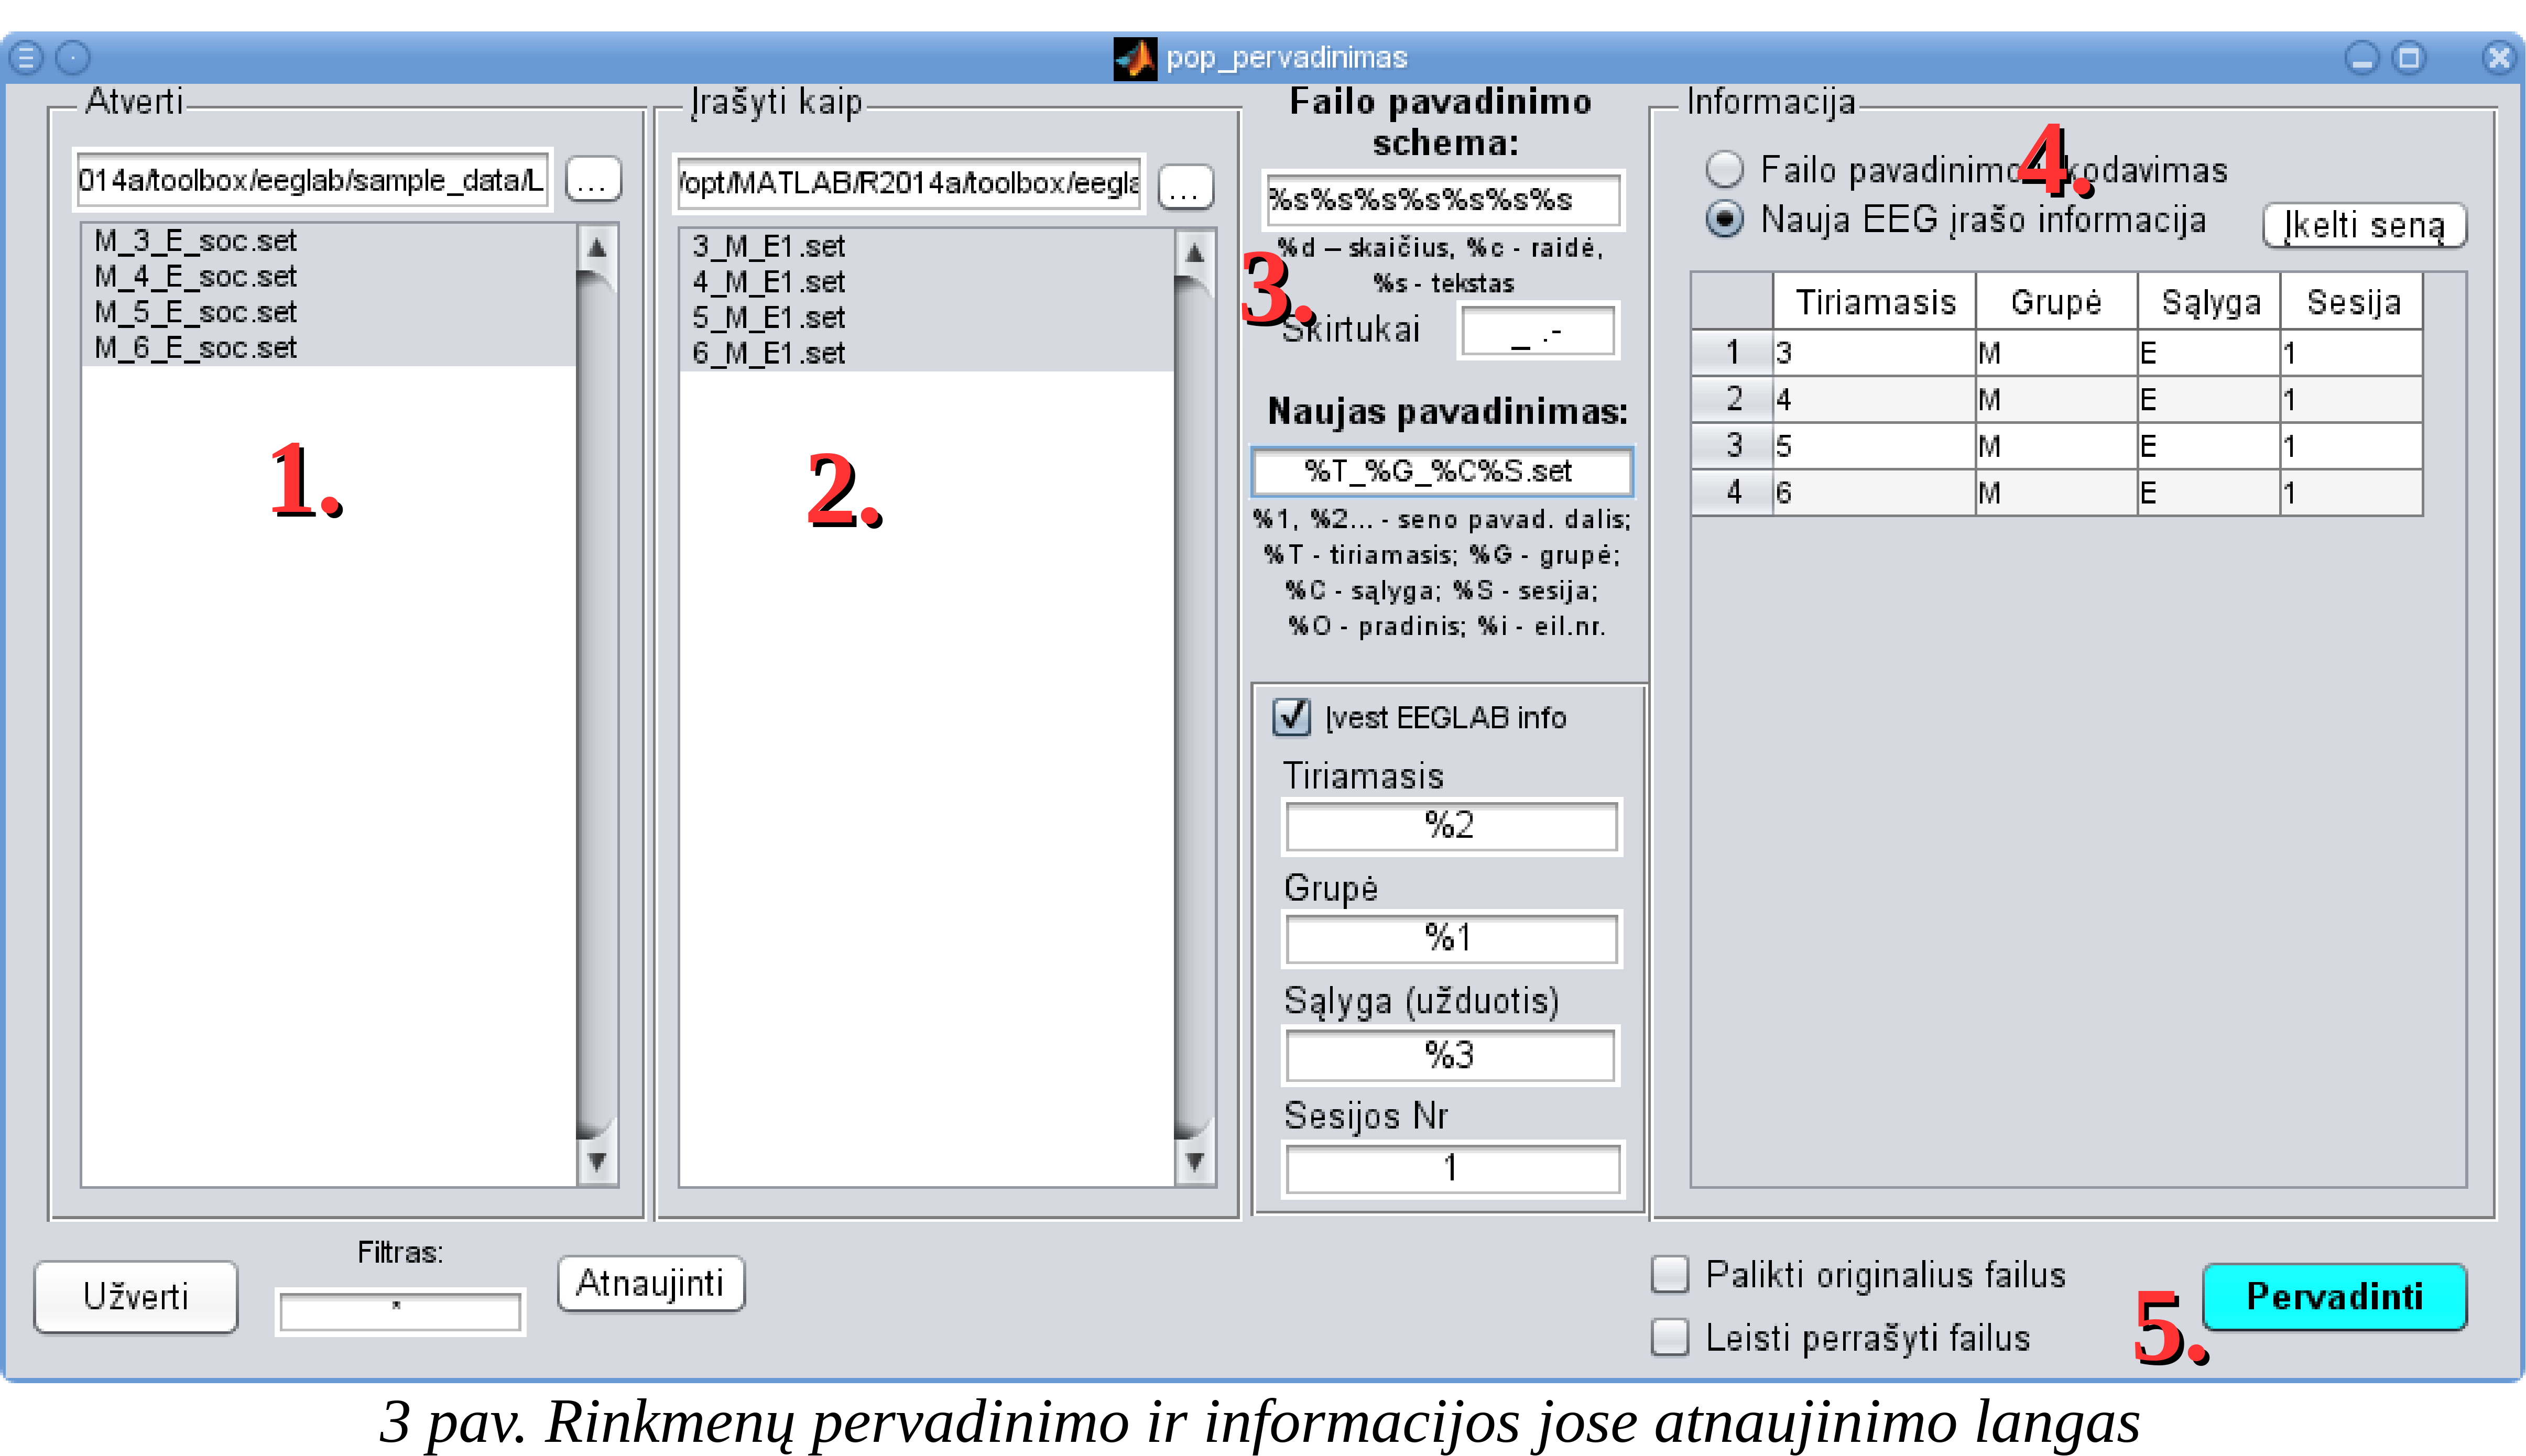 pop_pervadinimas
Atverti
014a/toolbox/eeglab/sample_data/L
...
M_3_E_soc.set
M_4_E_soc.set
M_5_E_soc.set
M_6_E_soc.set
1.
Įrašyti kaip
/opt/MATLAB/R2014a/toolbox/eegla
...
3_M_E1.set
4_M_E1.set
5_M_E1.set
6_M_E1.set
2.
Failo pavadinimo
schema:
%s%s%s%s%s%s%s
%d – skaičius, %c - raidė,
%s - tekstas
3.
Skirtukai
_ .-
Naujas pavadinimas:
%T_%G_%C%S.set
%1, %2... - seno pavad. dalis;
%T - tiriamasis; %G - grupė;
%C - sąlyga; %S - sesija;
%O - pradinis; %i - eil.nr.
Įvest EEGLAB info
Tiriamasis
%2
Grupė
%1
Sąlyga (užduotis)
%3
Sesijos Nr
1
Informacija
4.
Failo pavadinimo
Nauja EEG įrašo informacija
Įkelti seną
Tiriamasis Grupė Sąlyga Sesija
1 3 M E 1
2 4 M E 1
3 5 M E 1
4 6 M E 1
Užverti
Filtras:
*
Atnaujinti
Palikti originalius failus
Leisti perrašyti failus
5.
Pervadinti
3 pav. Rinkmenų pervadinimo ir informacijos jose atnaujinimo langas